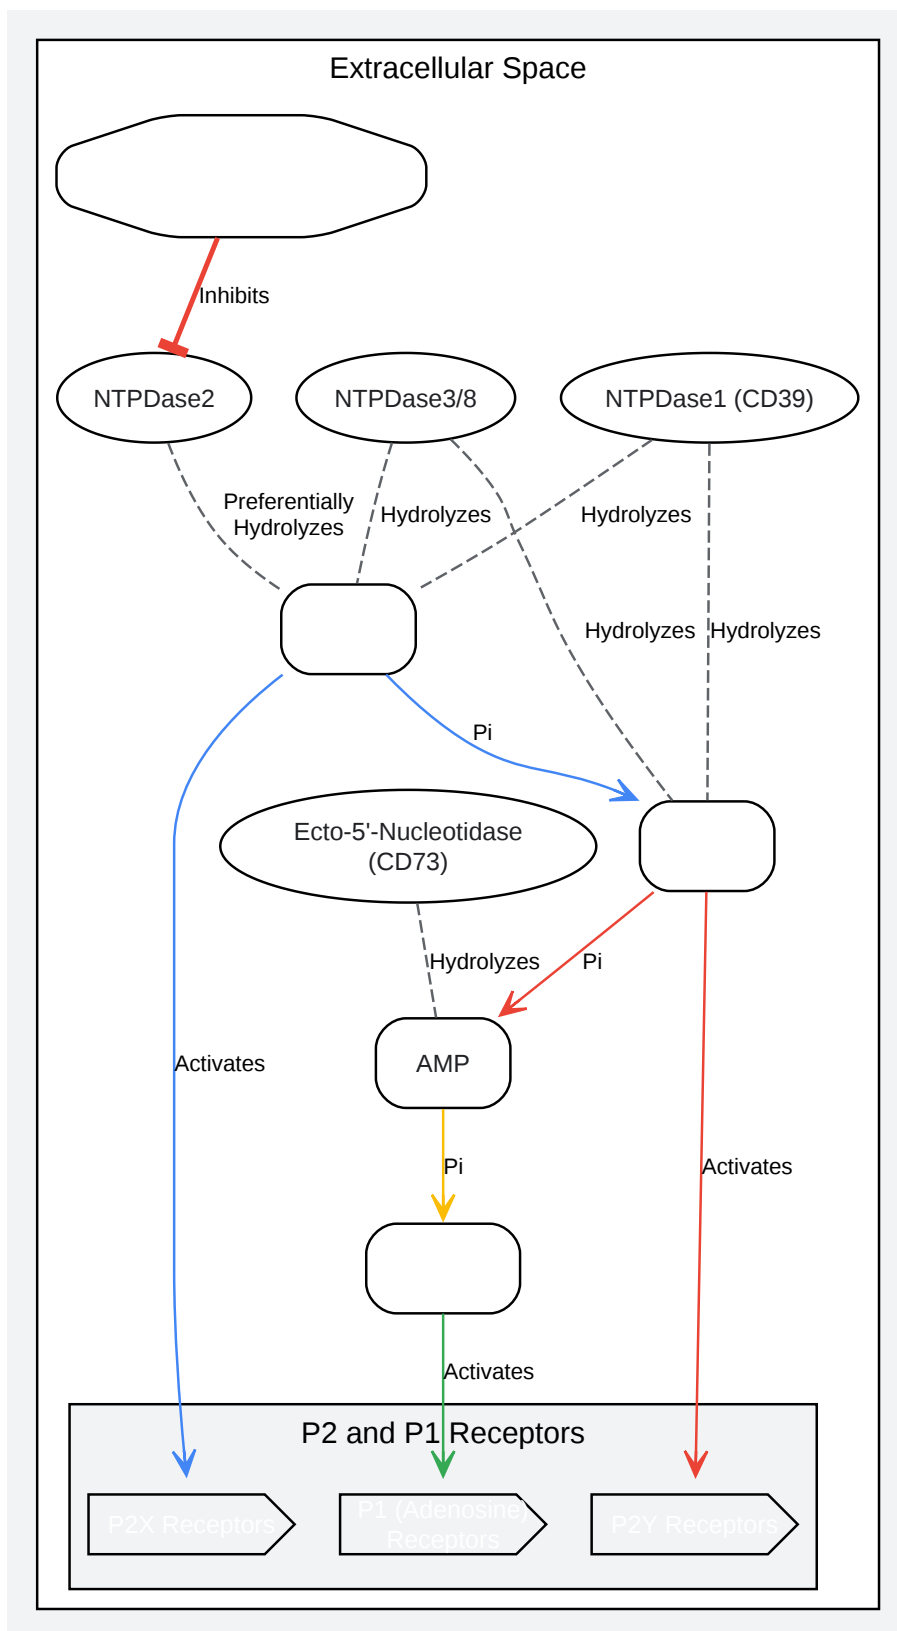 Extracellular Space
Inhibits
NTPDase2
NTPDase3/8
NTPDase1 (CD39)
Preferentially
Hydrolyzes
Hydrolyzes
Hydrolyzes
Hydrolyzes
Hydrolyzes
Pi
Ecto-5'-Nucleotidase
(CD73)
Hydrolyzes
Pi
AMP
Activates
Pi
Activates
Activates
P2 and P1 Receptors
P2X Receptors
P1 (Adenosine)
Receptors
P2Y Receptors